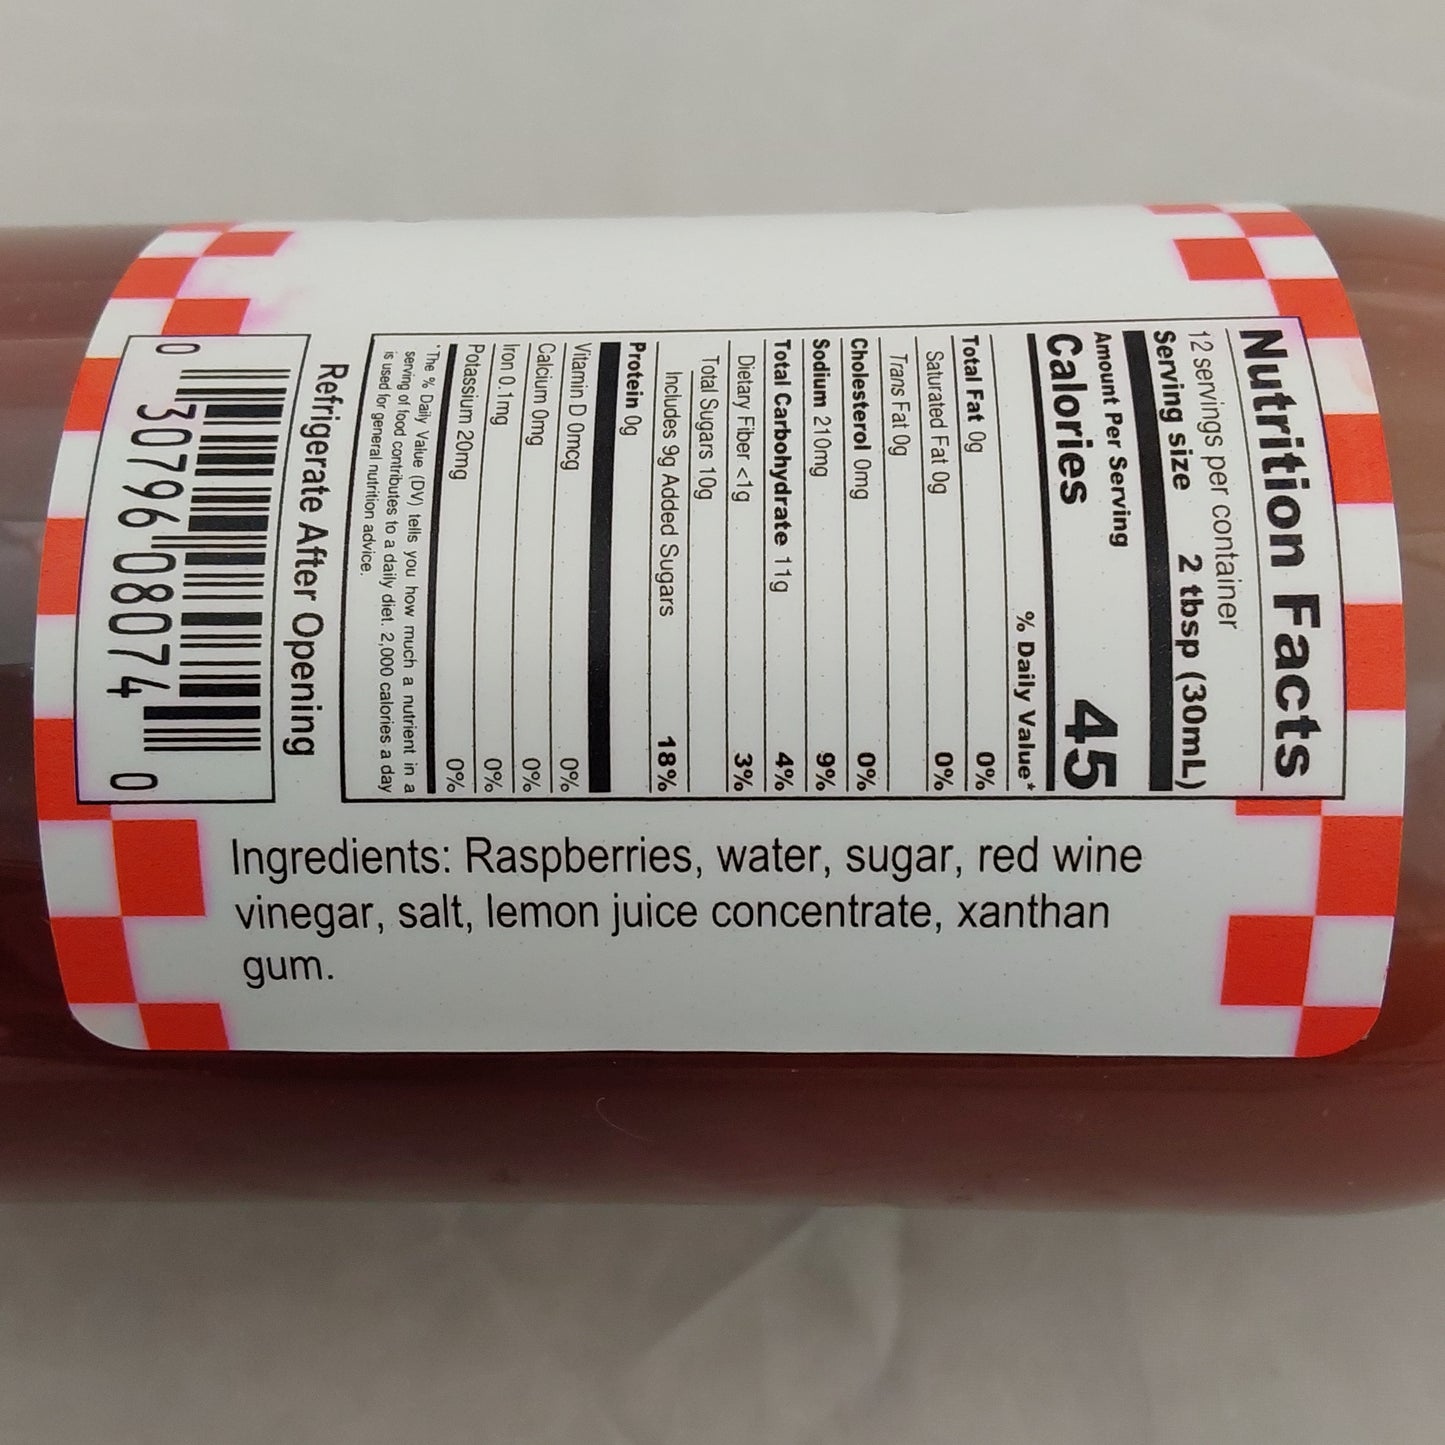 Nutrition Facts
12 servings per container
Serving size 2 tbsp (30mL)
Amount Per Serving
Calories 45
% Daily Value*
Total Fat 0g 0%
Saturated Fat 0g 0%
Trans Fat 0g
Cholesterol 0mg 0%
Sodium 210mg 9%
Total Carbohydrate 11g 4%
Dietary Fiber <1g 3%
Total Sugars 10g
Includes 9g Added Sugars 18%
Protein 0g
Vitamin D 0mcg 0%
Calcium 0mg 0%
Iron 0.1mg 0%
Potassium 20mg 0%
* The % Daily Value (DV) tells you how much a nutrient in a
serving of food contributes to a daily diet. 2,000 calories a day
is used for general nutrition advice.
Refrigerate After Opening
0 30796 08074 0
Ingredients: Raspberries, water, sugar, red wine
vinegar, salt, lemon juice concentrate, xanthan
gum.